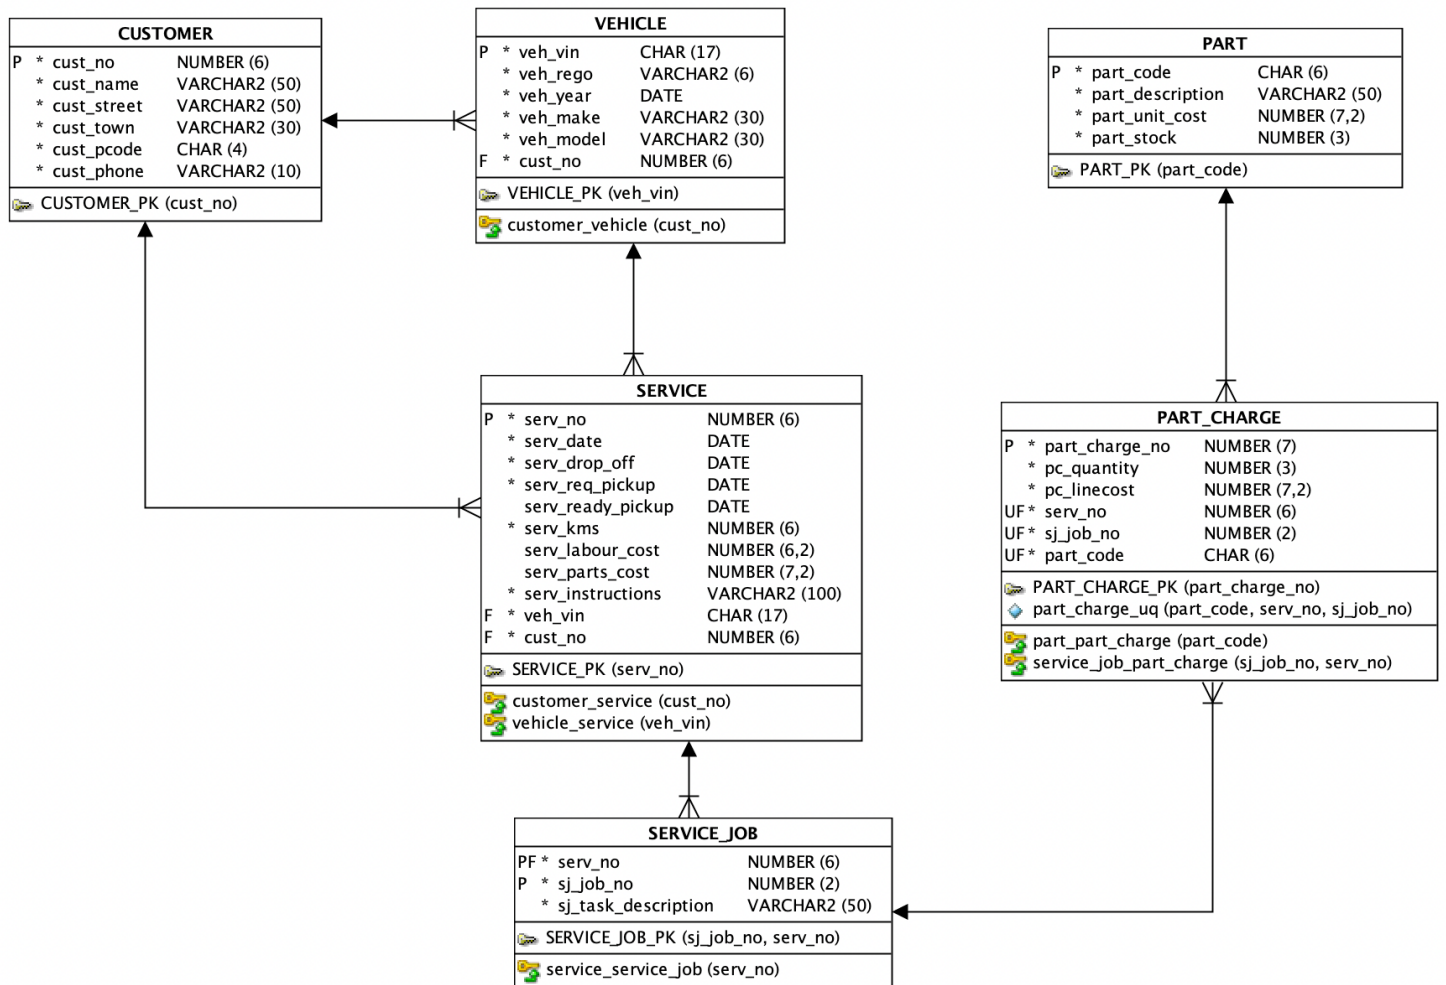 CUSTOMER
P * cust_no NUMBER (6)
* cust_name VARCHAR2 (50)
* cust_street VARCHAR2 (50)
* cust_town VARCHAR2 (30)
* cust_pcode CHAR (4)
* cust_phone VARCHAR2 (10)
CUSTOMER_PK (cust_no)
VEHICLE
P * veh_vin CHAR (17)
* veh_rego VARCHAR2 (6)
* veh_year DATE
* veh_make VARCHAR2 (30)
* veh_model VARCHAR2 (30)
F * cust_no NUMBER (6)
VEHICLE_PK (veh_vin)
customer_vehicle (cust_no)
PART
P * part_code CHAR (6)
* part_description VARCHAR2 (50)
* part_unit_cost NUMBER (7,2)
* part_stock NUMBER (3)
PART_PK (part_code)
SERVICE
P * serv_no NUMBER (6)
* serv_date DATE
* serv_drop_off DATE
* serv_req_pickup DATE
serv_ready_pickup DATE
* serv_kms NUMBER (6)
serv_labour_cost NUMBER (6,2)
serv_parts_cost NUMBER (7,2)
* serv_instructions VARCHAR2 (100)
F * veh_vin CHAR (17)
F * cust_no NUMBER (6)
SERVICE_PK (serv_no)
customer_service (cust_no)
vehicle_service (veh_vin)
PART_CHARGE
P * part_charge_no NUMBER (7)
* pc_quantity NUMBER (3)
* pc_linecost NUMBER (7,2)
UF * serv_no NUMBER (6)
UF * sj_job_no NUMBER (2)
UF * part_code CHAR (6)
PART_CHARGE_PK (part_charge_no)
part_charge_uq (part_code, serv_no, sj_job_no)
part_part_charge (part_code)
service_job_part_charge (sj_job_no, serv_no)
SERVICE_JOB
PF * serv_no NUMBER (6)
P * sj_job_no NUMBER (2)
* sj_task_description VARCHAR2 (50)
SERVICE_JOB_PK (sj_job_no, serv_no)
service_service_job (serv_no)